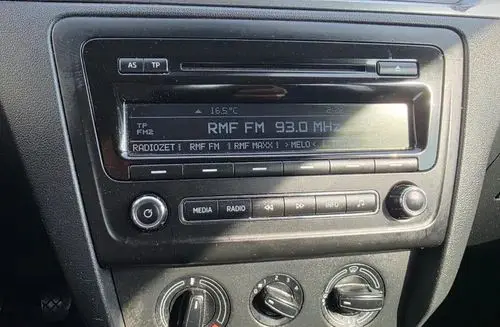 AS TP
16.5°C
TP
FM2
RMF FM 93.0 MHz
RADIOZET RMF FM RMF MAXX >MELO<
MEDIA RADIO INFO